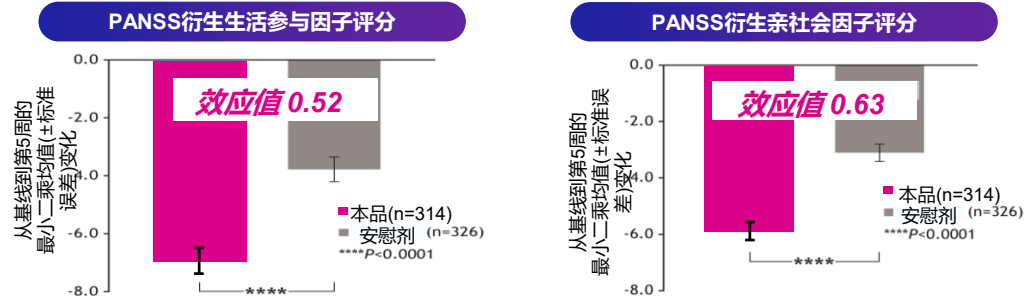 PANSS衍生生活参与因子评分
从基线到第5周的
最小二乘均值(±标准
误差)变化
0.0
-2.0
-4.0
-6.0
-8.0
效应值 0.52
本品(n=314)
安慰剂 (n=326)
****P<0.0001
****
PANSS衍生亲社会因子评分
从基线到第5周的
最小二乘均值(±标准误
差)变化
0.0
-2.0
-4.0
-6.0
-8.0
效应值 0.63
本品(n=314)
安慰剂 (n=326)
****P<0.0001
****